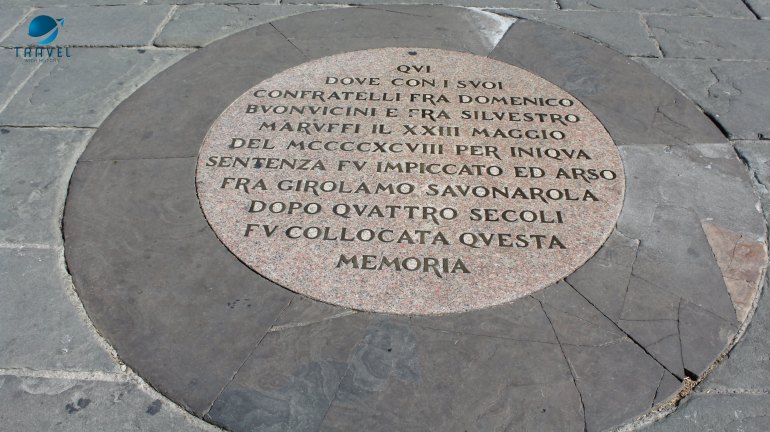 TRAVEL
QVI
DOVE CON I SVOI
CONFRATELLI FRA DOMENICO
BVONVICINI E FRA SILVESTRO
MARVFFI IL XXIII MAGGIO
DEL MCCCCXCVIII PER INIQVA
SENTENZA FV IMPICCATO ED ARSO
FRA GIROLAMO SAVONAROLA
DOPO QVATTRO SECOLI
FV COLLOCATA QVESTA
MEMORIA